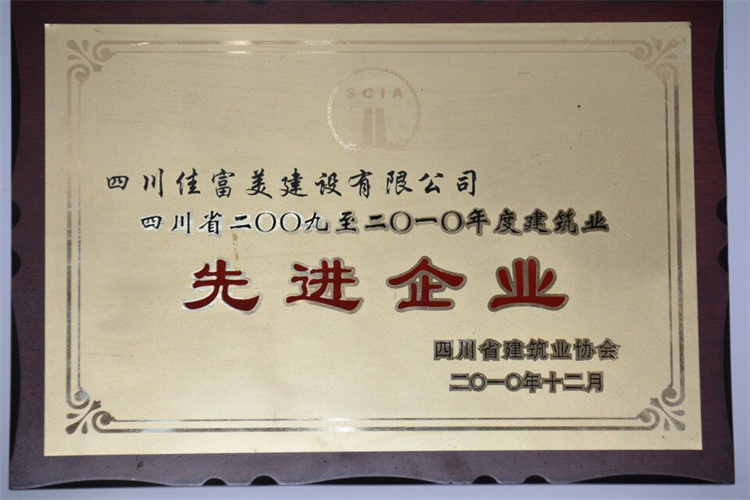 SCIA
四川佳富美建设有限公司
四川省二〇〇九至二〇一〇年度建筑业
先进企业
四川省建筑业协会
二〇一〇年十二月